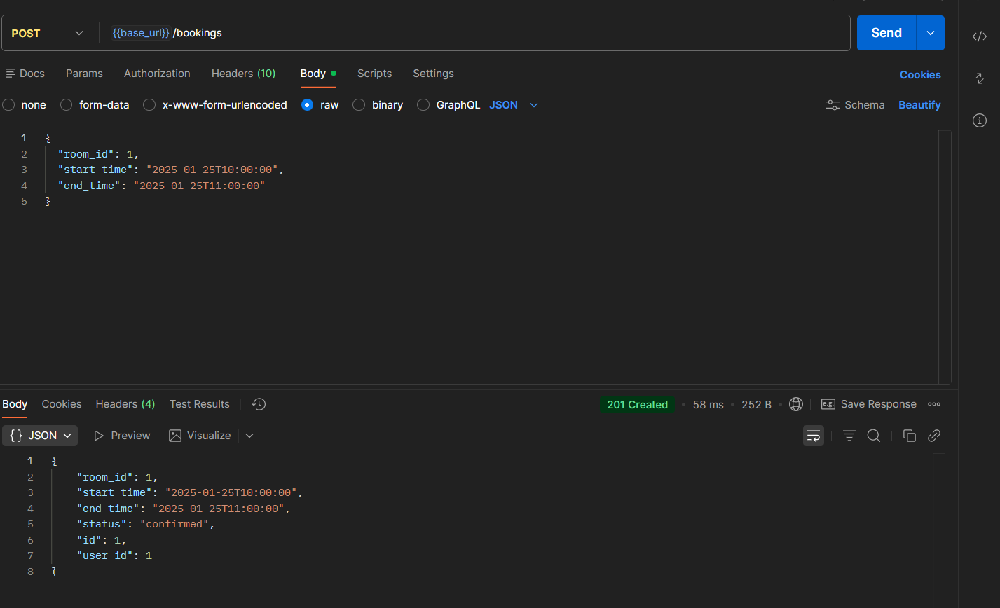 POST {{base_url}}/bookings Send
Docs Params Authorization Headers (10) Body Scripts Settings Cookies
none form-data x-www-form-urlencoded raw binary GraphQL JSON Schema Beautify
1 {
2 "room_id": 1,
3 "start_time": "2025-01-25T10:00:00",
4 "end_time": "2025-01-25T11:00:00"
5 }
Body Cookies Headers (4) Test Results 201 Created • 58 ms • 252 B • e.g. Save Response
{} JSON Preview Visualize
1 {
2 "room_id": 1,
3 "start_time": "2025-01-25T10:00:00",
4 "end_time": "2025-01-25T11:00:00",
5 "status": "confirmed",
6 "id": 1,
7 "user_id": 1
8 }